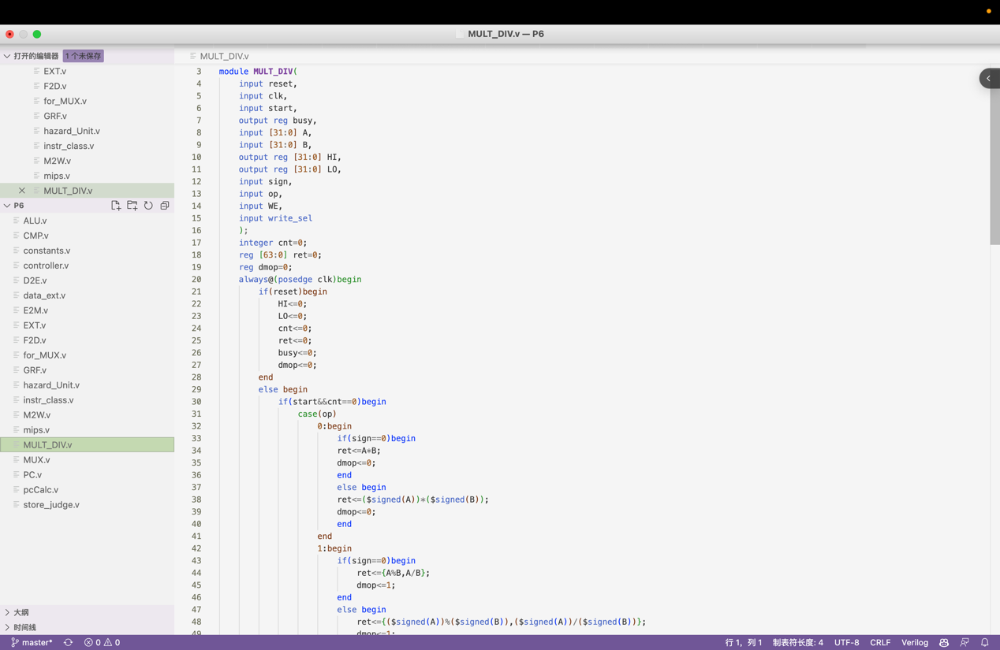 MULT_DIV.v — P6
打开的编辑器 1 个未保存
EXT.v
F2D.v
for_MUX.v
GRF.v
hazard_Unit.v
instr_class.v
M2W.v
mips.v
MULT_DIV.v
P6
ALU.v
CMP.v
constants.v
controller.v
D2E.v
data_ext.v
E2M.v
EXT.v
F2D.v
for_MUX.v
GRF.v
hazard_Unit.v
instr_class.v
M2W.v
mips.v
MULT_DIV.v
MUX.v
PC.v
pcCalc.v
store_judge.v
大纲
时间线
MULT_DIV.v
3 module MULT_DIV(
4 input reset,
5 input clk,
6 input start,
7 output reg busy,
8 input [31:0] A,
9 input [31:0] B,
10 output reg [31:0] HI,
11 output reg [31:0] LO,
12 input sign,
13 input op,
14 input WE,
15 input write_sel
16 );
17 integer cnt=0;
18 reg [63:0] ret=0;
19 reg dmop=0;
20 always@(posedge clk)begin
21 if(reset)begin
22 HI<=0;
23 LO<=0;
24 cnt<=0;
25 ret<=0;
26 busy<=0;
27 dmop<=0;
28 end
29 else begin
30 if(start&&cnt==0)begin
31 case(op)
32 0:begin
33 if(sign==0)begin
34 ret<=A*B;
35 dmop<=0;
36 end
37 else begin
38 ret<=($signed(A))*($signed(B));
39 dmop<=0;
40 end
41 end
42 1:begin
43 if(sign==0)begin
44 ret<={A%B,A/B};
45 dmop<=1;
46 end
47 else begin
48 ret<={($signed(A))%($signed(B)),($signed(A))/($signed(B))};
49 dmop<=1;
master* 0 0 行 1，列 1 制表符长度: 4 UTF-8 CRLF Verilog